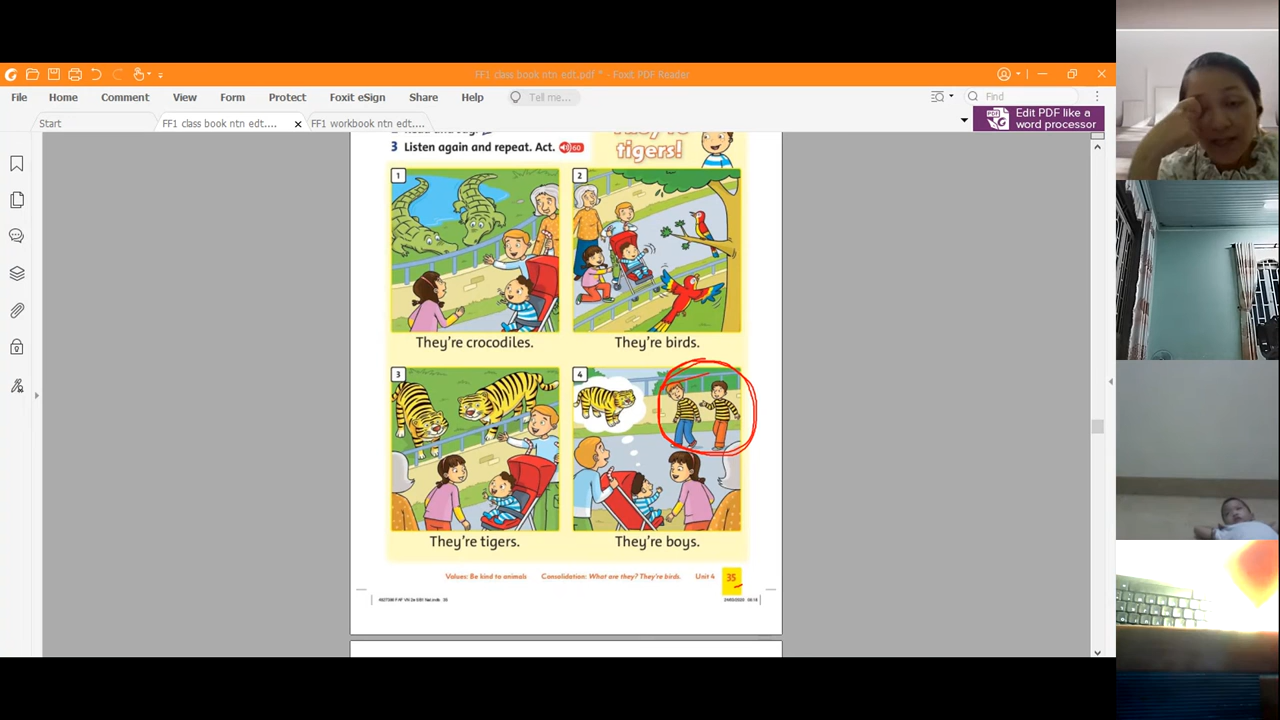 FF1 class book ntn edt.pdf * - Foxit PDF Reader
File Home Comment View Form Protect Foxit eSign Share Help Tell me... Find
Start FF1 class book ntn edt.... FF1 workbook ntn edt....
Edit PDF like a
word processor
3 Listen again and repeat. Act. 60
tigers!
1
2
They're crocodiles.
They're birds.
3
4
They're tigers.
They're boys.
Values: Be kind to animals Consolidation: What are they? They're birds. Unit 4 35